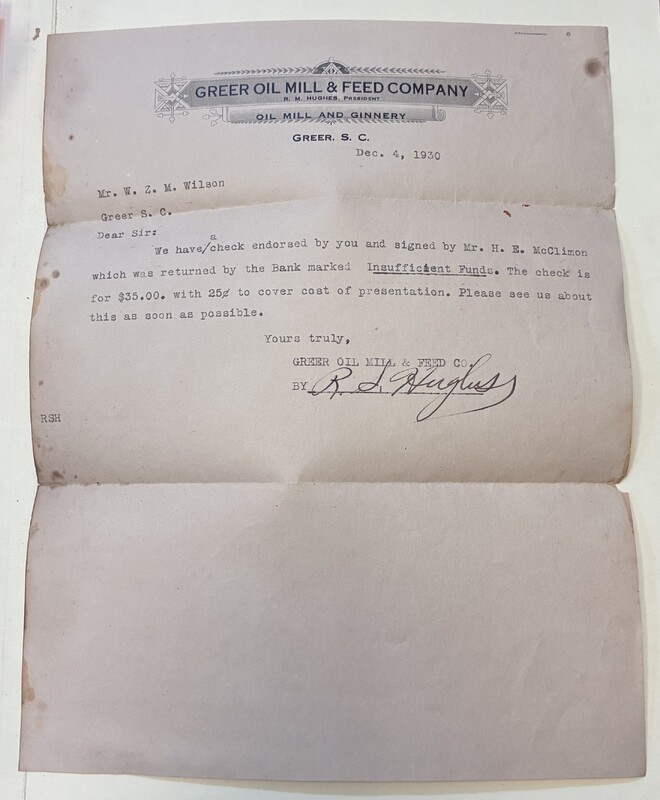 GREER OIL MILL & FEED COMPANY
R. M. HUGHES, PRESIDENT
OIL MILL AND GINNERY
GREER, S. C.
Dec. 4, 1930
Mr. W. Z. M. Wilson
Greer S. C.
Dear Sir:
We have/a check endorsed by you and signed by Mr. H. E. McClimon
which was returned by the Bank marked Insufficient Funds. The check is
for $35.00. with 25¢ to cover cost of presentation. Please see us about
this as soon as possible.
Yours truly,
GREER OIL MILL & FEED CO.
BY R. S. Hughes
RSH